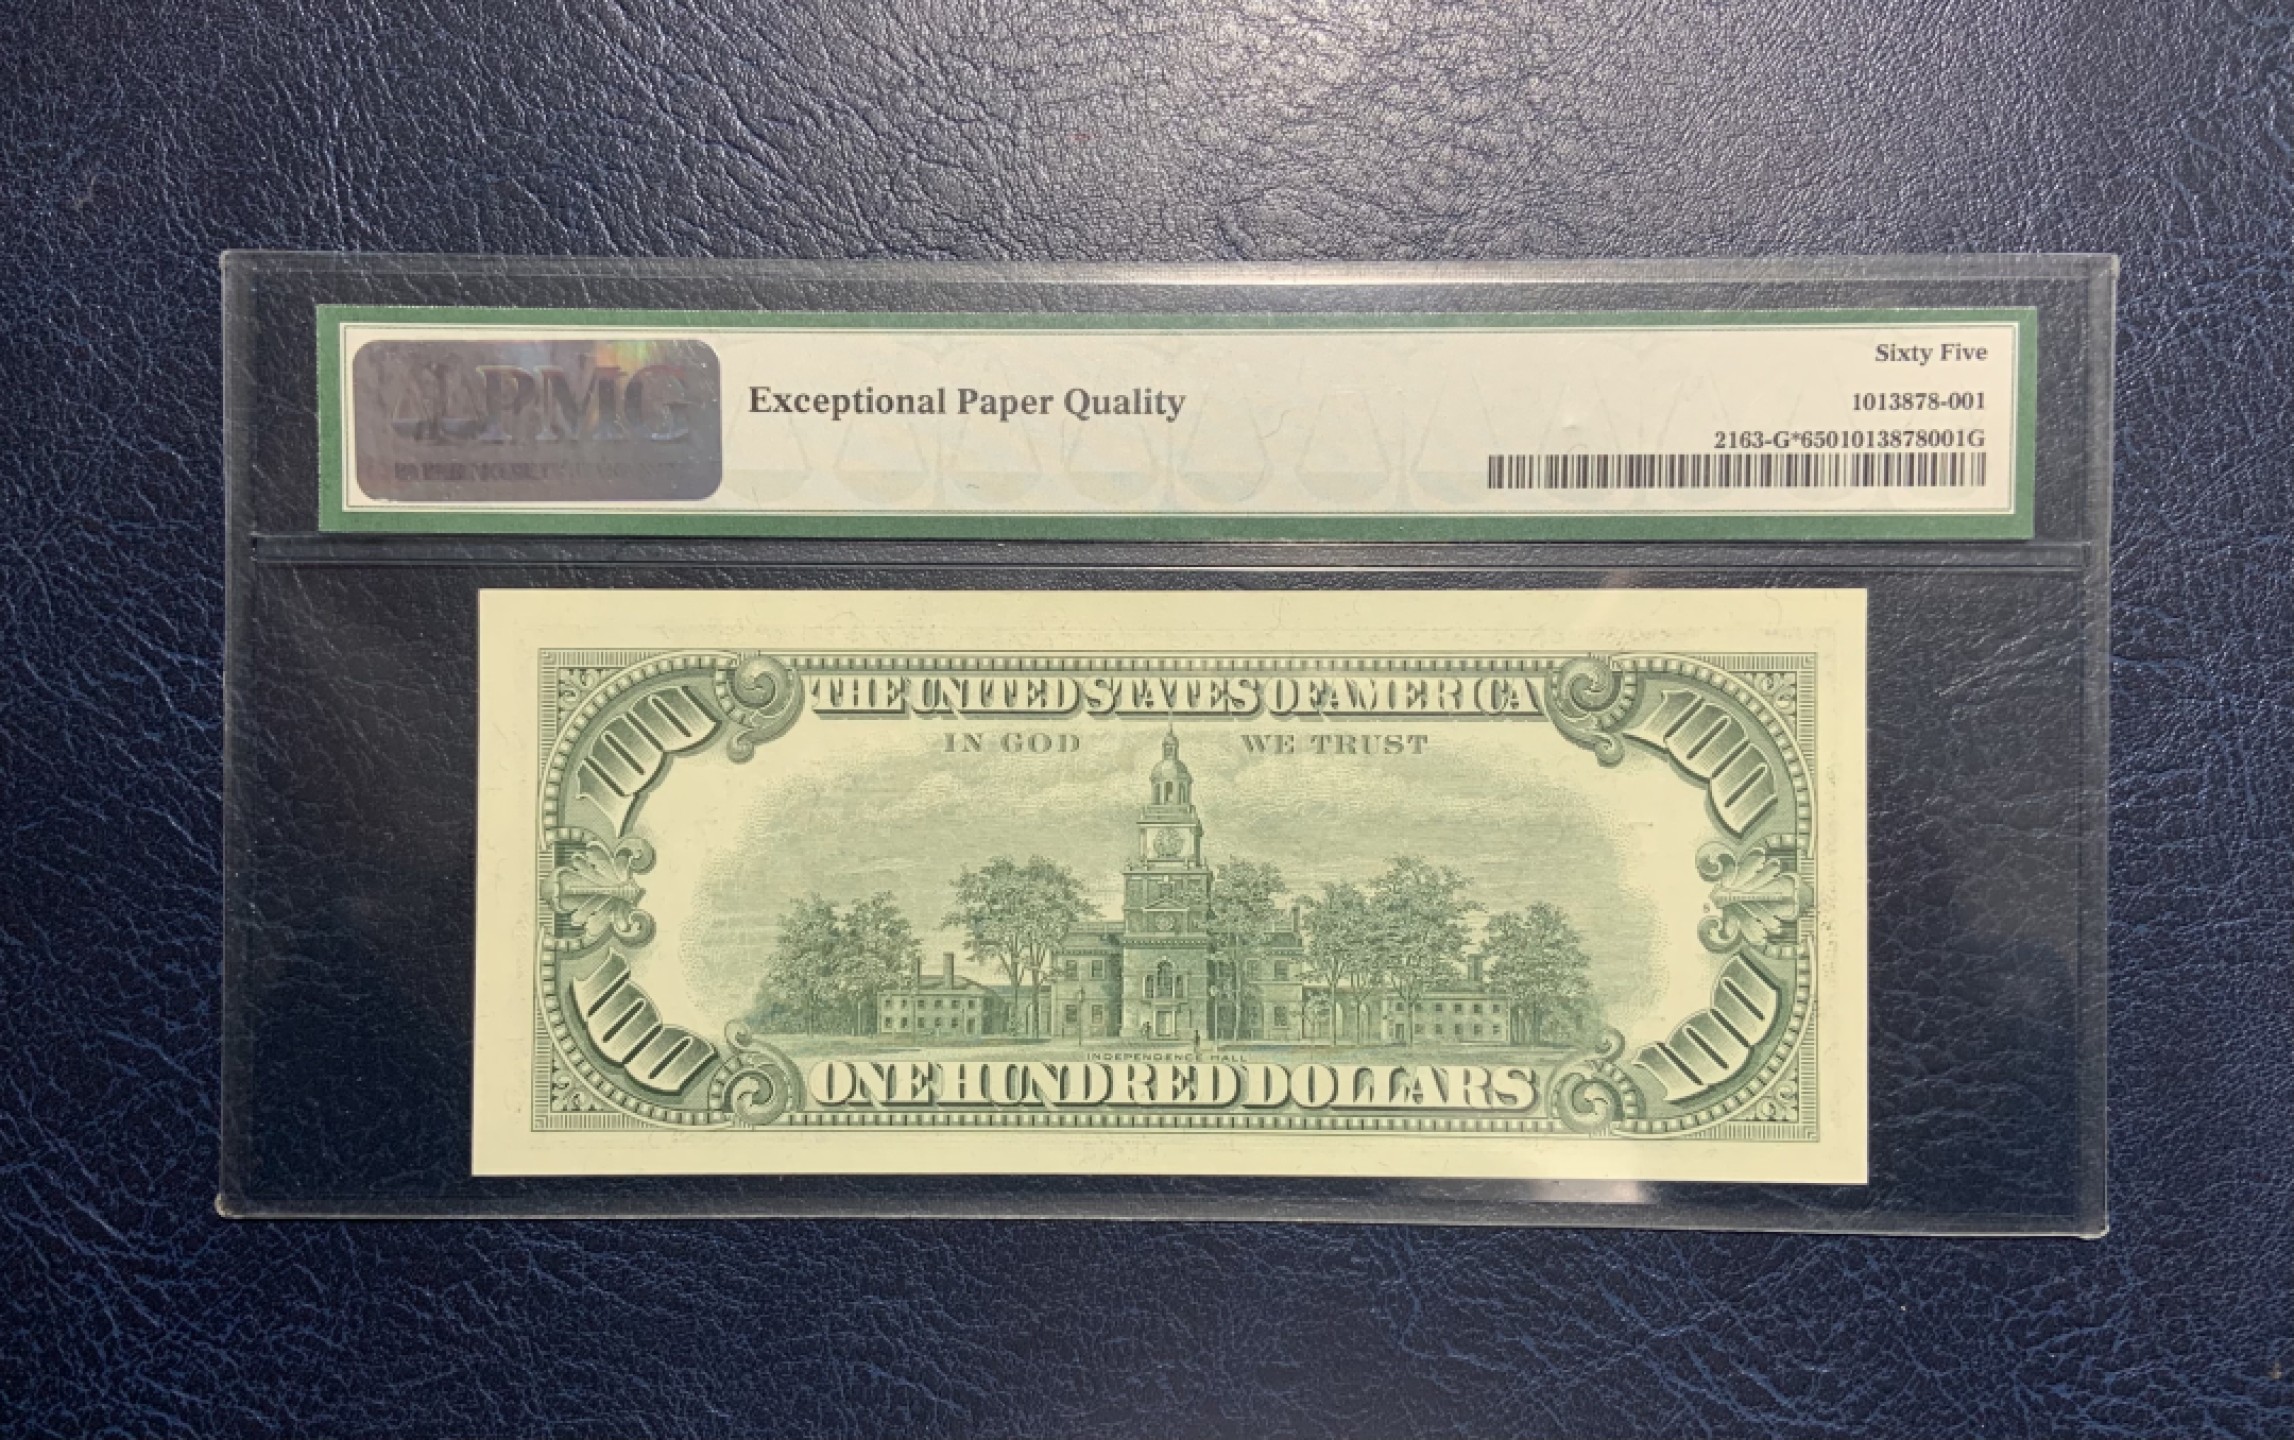 PMG
Exceptional Paper Quality
Sixty Five
1013878-001
2163-G*6501013878001G
THE UNITED STATES OF AMERICA
IN GOD WE TRUST
100
100
100
100
INDEPENDENCE HALL
ONE HUNDRED DOLLARS